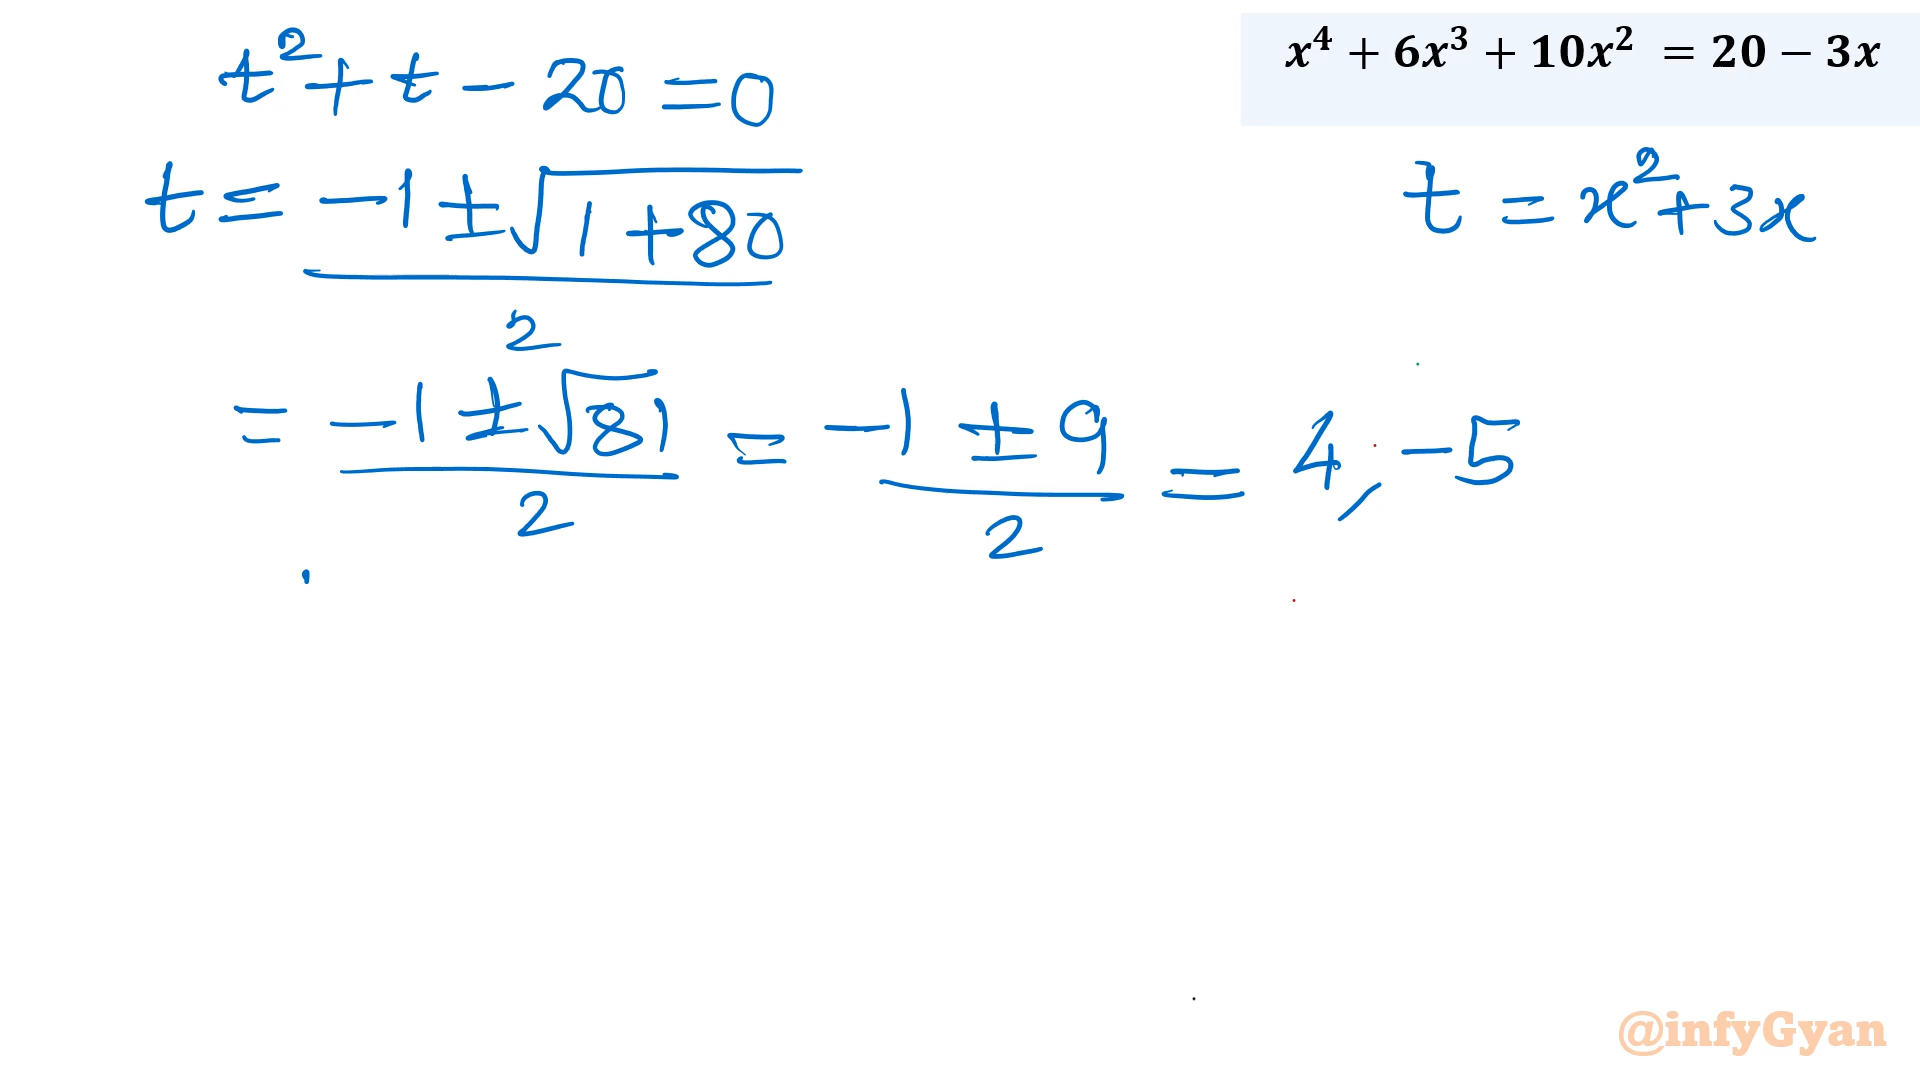 x⁴ + 6x³ + 10x² = 20 − 3x
t² + t − 20 = 0
t = x² + 3x
t = −1 ± √1 + 80
2
= −1 ± √81 = −1 ± 9 = 4, −5
2 2
@infyGyan